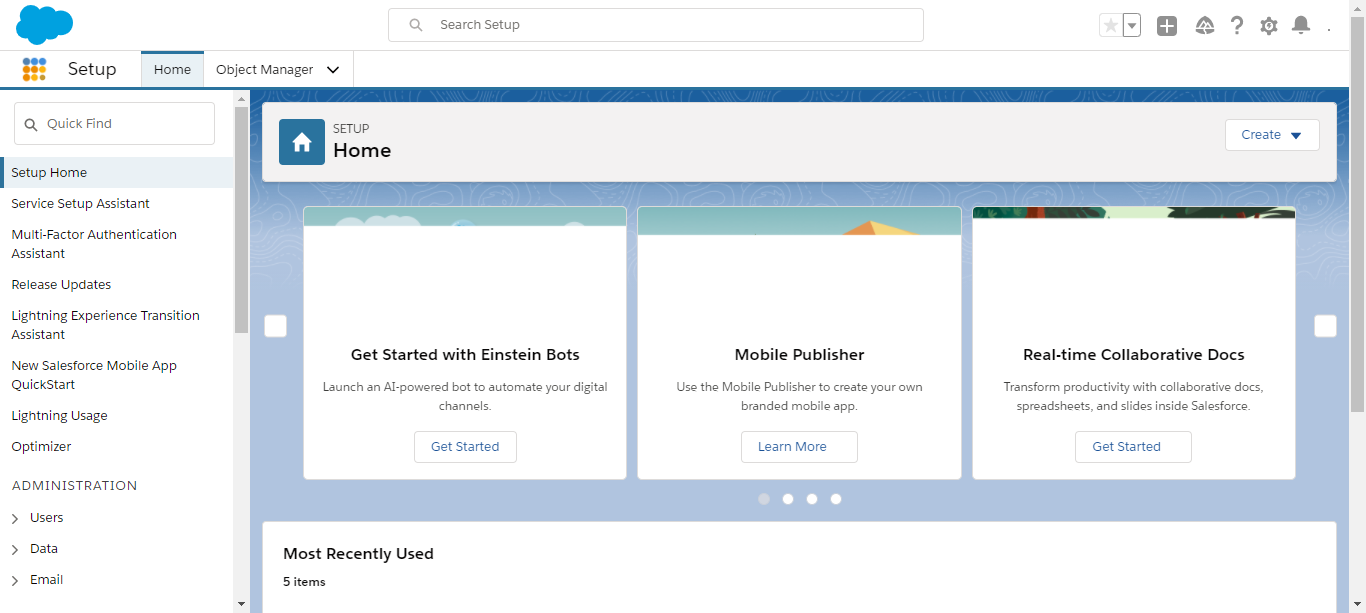 Search Setup
Setup
Home
Object Manager
Quick Find
Setup Home
Service Setup Assistant
Multi-Factor Authentication
Assistant
Release Updates
Lightning Experience Transition
Assistant
New Salesforce Mobile App
QuickStart
Lightning Usage
Optimizer
ADMINISTRATION
Users
Data
Email
SETUP
Home
Create
Get Started with Einstein Bots
Launch an AI-powered bot to automate your digital
channels.
Get Started
Mobile Publisher
Use the Mobile Publisher to create your own
branded mobile app.
Learn More
Real-time Collaborative Docs
Transform productivity with collaborative docs,
spreadsheets, and slides inside Salesforce.
Get Started
Most Recently Used
5 items